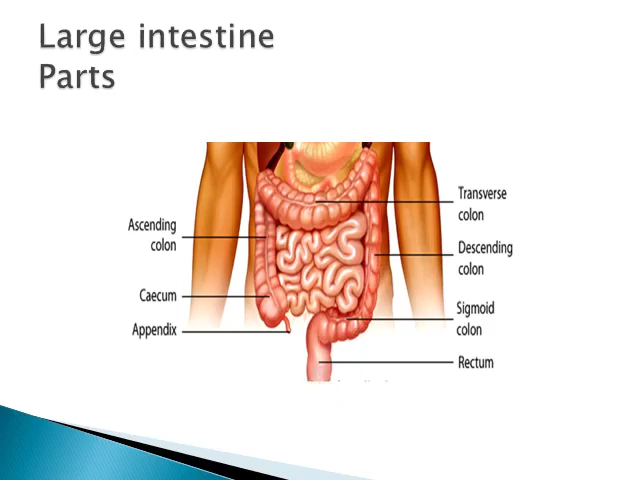 Large intestine
Parts
Transverse
colon
Ascending
colon
Descending
colon
Caecum
Sigmoid
colon
Appendix
Rectum